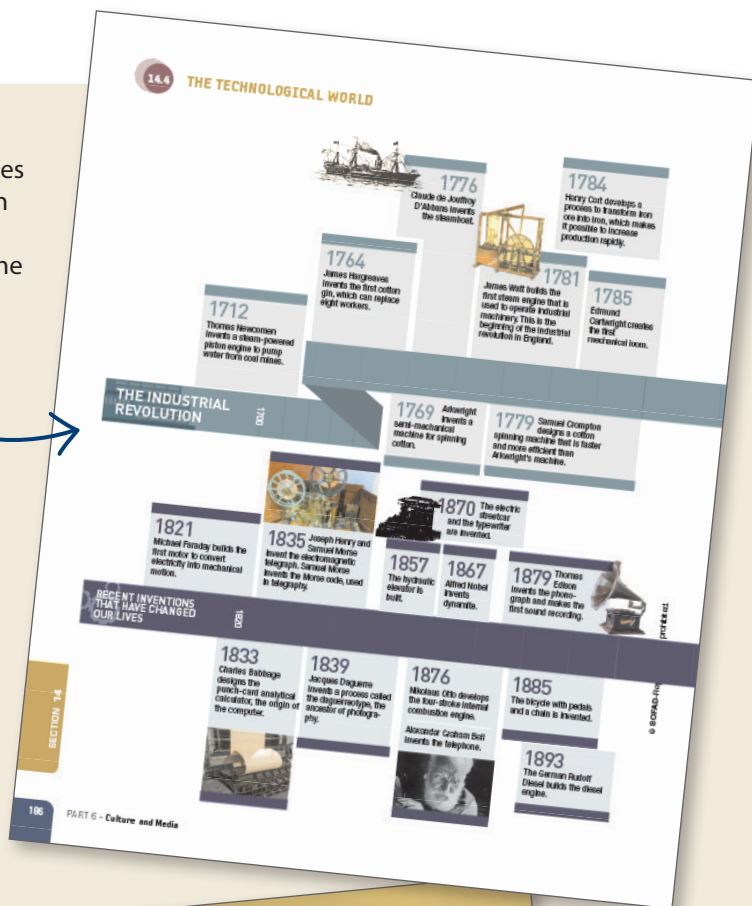 es
n
ne
14.4 THE TECHNOLOGICAL WORLD
1776
Claude de Jouffroy
D'Abbans invents
the steamboat.
1784
Henry Cort develops a
process to transform iron
ore into iron, which makes
it possible to increase
production rapidly.
1764
James Hargreaves
invents the first cotton
gin, which can replace
eight workers.
1781
James Watt builds the
first steam engine that is
used to operate industrial
machinery. This is the
beginning of the industrial
revolution in England.
1785
Edmund
Cartwright creates
the first
mechanical loom.
1712
Thomas Newcomen
invents a steam-powered
piston engine to pump
water from coal mines.
THE INDUSTRIAL
REVOLUTION
1700
1769 Arkwright
invents a
semi-mechanical
machine for spinning
cotton.
1779 Samuel Crompton
designs a cotton
spinning machine that is faster
and more efficient than
Arkwright's machine.
1821
Michael Faraday builds the
first motor to convert
electricity into mechanical
motion.
1835 Joseph Henry and
Samuel Morse
invent the electromagnetic
telegraph. Samuel Morse
invents the Morse code, used
in telegraphy.
1870 The electric
streetcar
and the typewriter
are invented.
1857
The hydraulic
elevator is
built.
1867
Alfred Nobel
invents
dynamite.
1879 Thomas
Edison
invents the phono-
graph and makes the
first sound recording.
RECENT INVENTIONS
THAT HAVE CHANGED
OUR LIVES
1820
1833
Charles Babbage
designs the
punch-card analytical
calculator, the origin of
the computer.
1839
Jacques Daguerre
invents a process called
the daguerreotype, the
ancestor of photogra-
phy.
1876
Nikolaus Otto develops
the four-stroke internal
combustion engine.
Alexander Graham Bell
invents the telephone.
1885
The bicycle with pedals
and a chain is invented.
1893
The German Rudolf
Diesel builds the diesel
engine.
© SOFAD-Re
prohibited
SECTION 14
186 PART 6 - Culture and Media